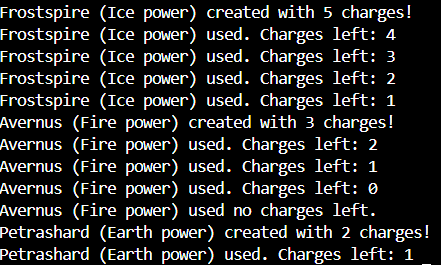 Frostspire (Ice power) created with 5 charges!
Frostspire (Ice power) used. Charges left: 4
Frostspire (Ice power) used. Charges left: 3
Frostspire (Ice power) used. Charges left: 2
Frostspire (Ice power) used. Charges left: 1
Avernus (Fire power) created with 3 charges!
Avernus (Fire power) used. Charges left: 2
Avernus (Fire power) used. Charges left: 1
Avernus (Fire power) used. Charges left: 0
Avernus (Fire power) used no charges left.
Petrashard (Earth power) created with 2 charges!
Petrashard (Earth power) used. Charges left: 1